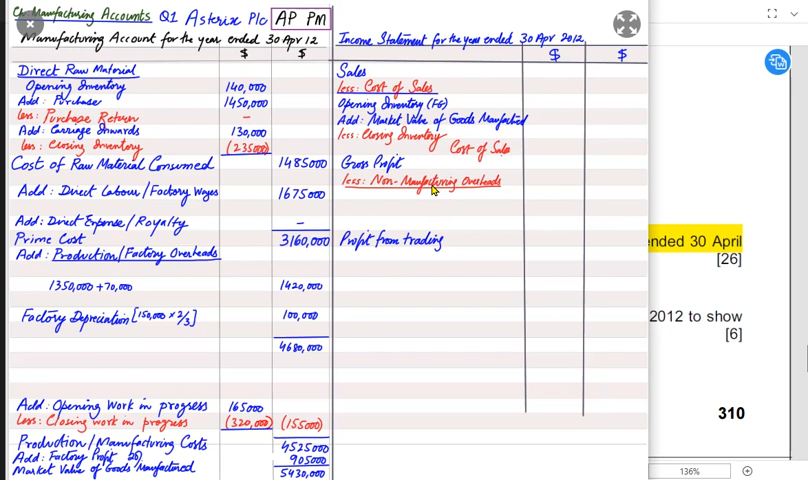 Ch: Manufacturing Accounts Q1 Asterix Plc AP PM
Manufacturing Account for the year ended 30 Apr 12
$ $
Direct Raw Material
Opening Inventory 140,000
Add: Purchase 1450,000
less: Purchase Return -
Add: Carriage Inwards 130,000
less: Closing Inventory (235000)
Cost of Raw Material Consumed 1485000
Add: Direct Labour/Factory Wages 1675000
Add: Direct Expense/Royalty -
Prime Cost 3160,000
Add: Production/Factory Overheads
1350,000 + 70,000 1420,000
Factory Depreciation [150,000 x 2/3] 100,000
4680,000
Add: Opening Work in progress 165000
Less: Closing work in progress (320,000) (155000)
Production/Manufacturing Costs 4525000
Add: Factory Profit 905000
Market Value of Goods Manufactured 5430,000
Income Statement for the year ended 30 Apr 2012.
$ $
Sales
less: Cost of Sales
Opening Inventory (FG)
Add: Market Value of Goods Manufactured
less: Closing Inventory
Cost of Sales
Gross Profit
less: Non-Manufacturing Overheads
Profit from trading
ended 30 April
[26]
2012 to show
[6]
310
136%